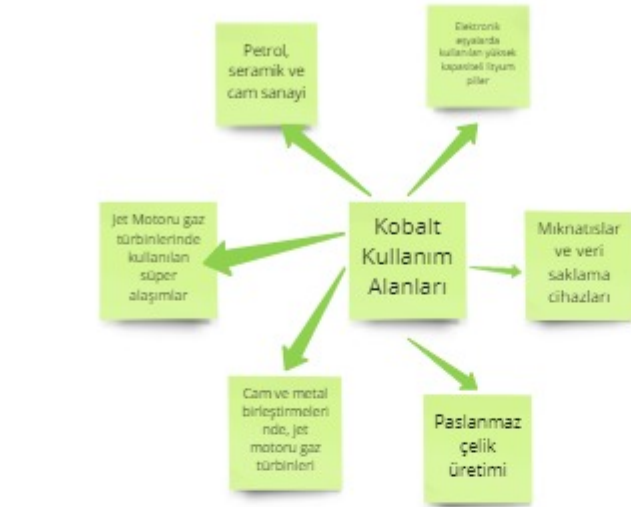 Petrol,
seramik ve
cam sanayi
Elektronik
eşyalarda
kullanılan yüksek
kapasiteli lityum
piller
Jet Motoru gaz
türbinlerinde
kullanılan
süper
alaşımlar
Kobalt
Kullanım
Alanları
Mıknatıslar
ve veri
saklama
cihazları
Cam ve metal
birleştirmeleri
nde, jet
motoru gaz
türbinleri
Paslanmaz
çelik
üretimi